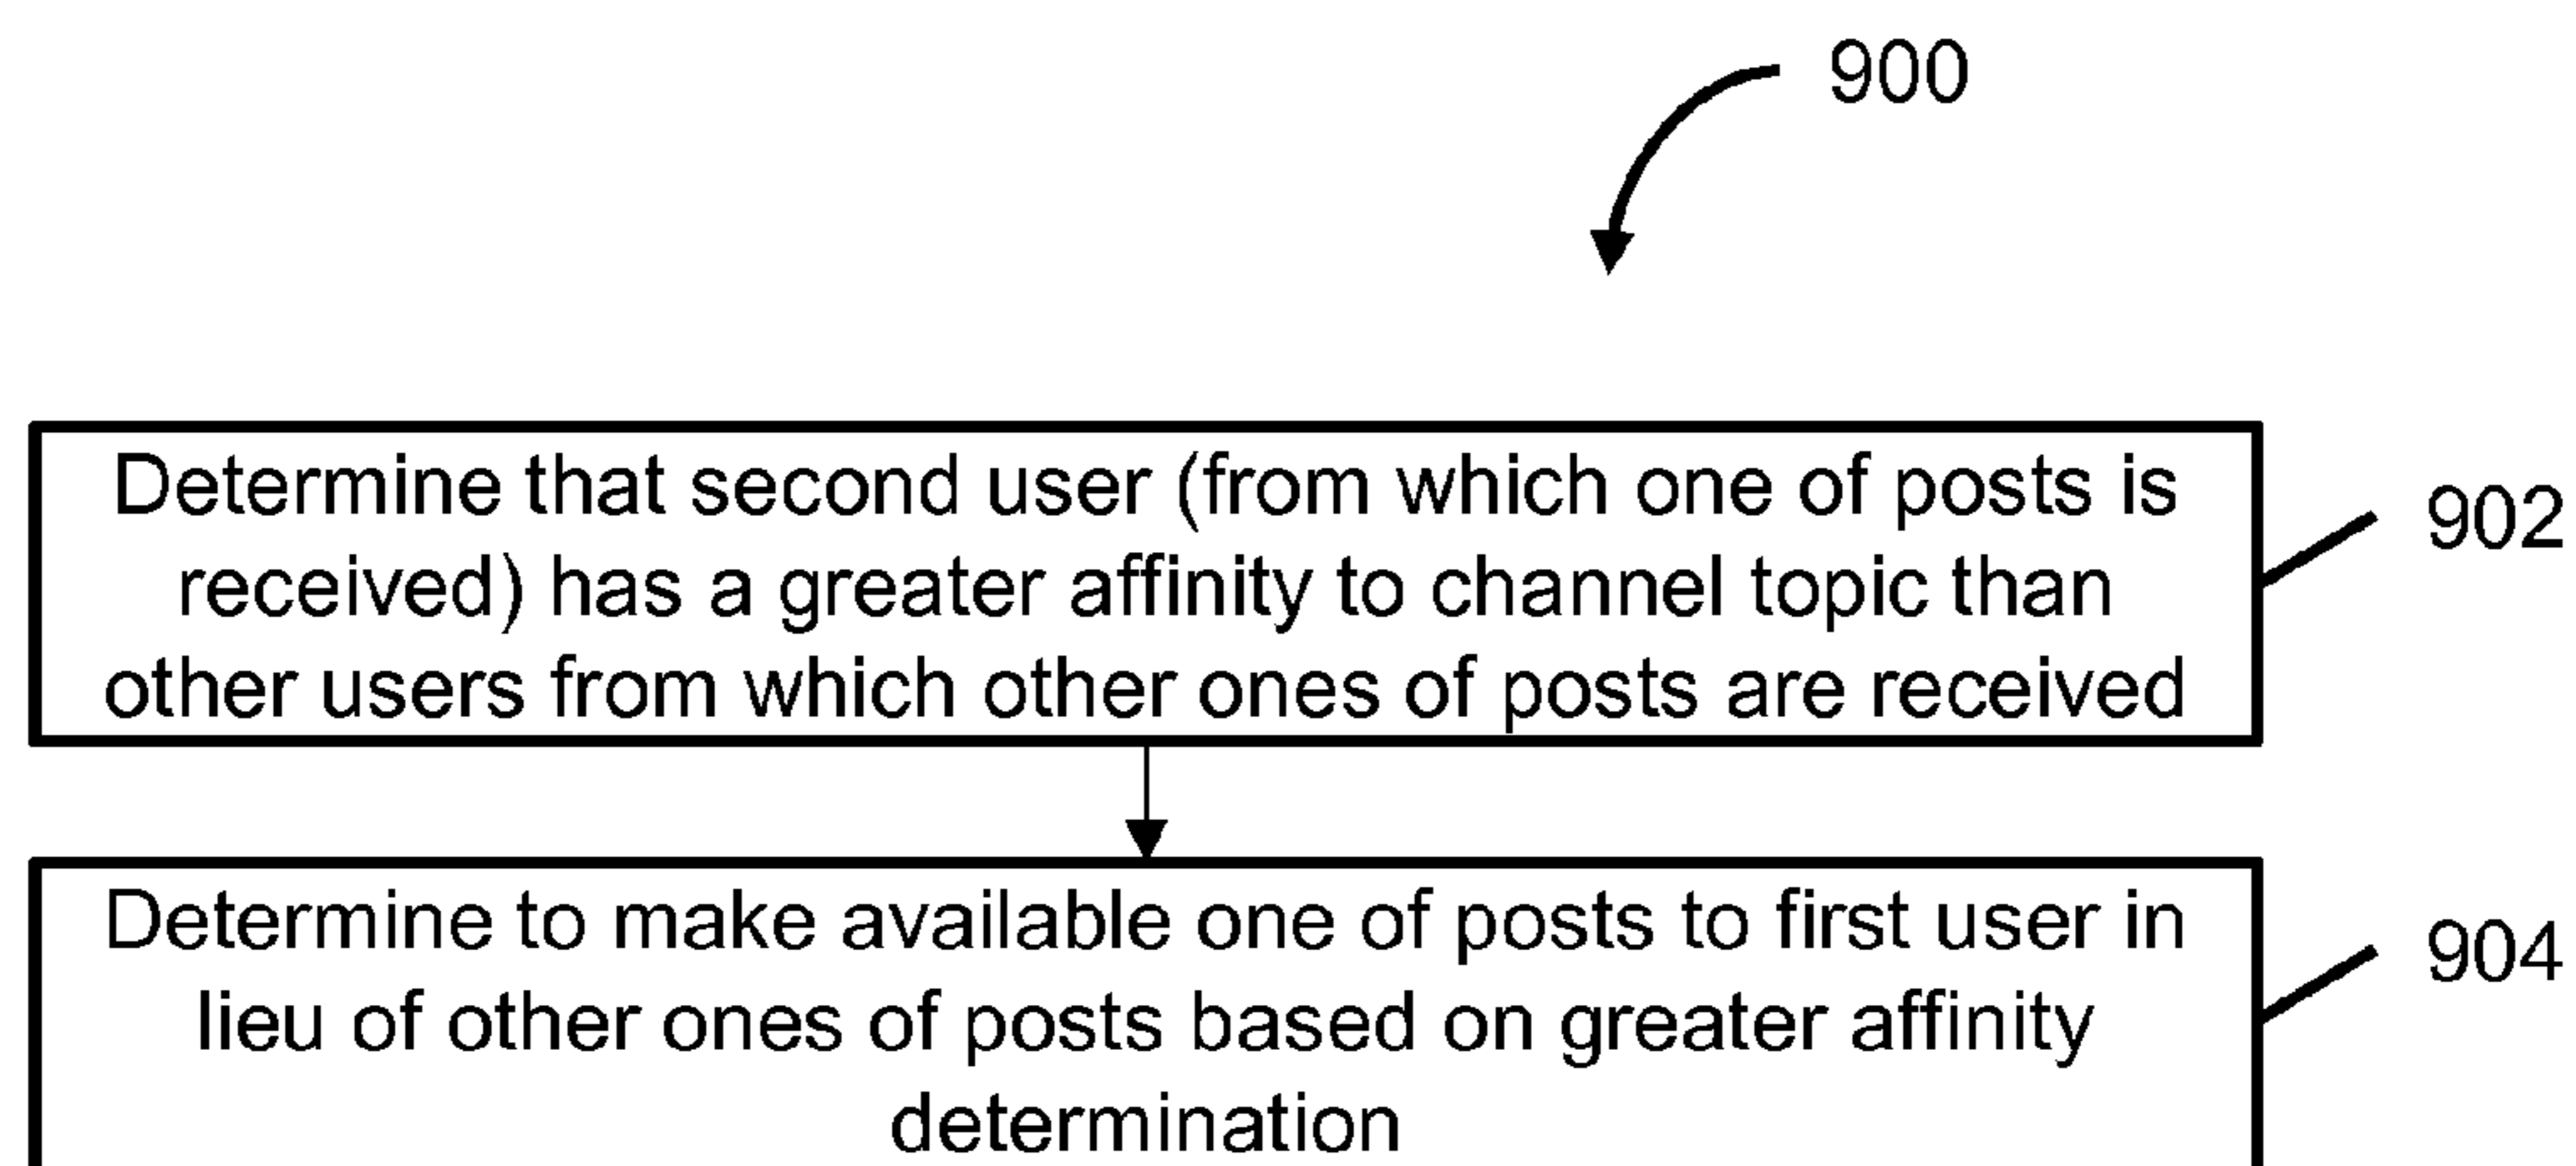 900
Determine that second user (from which one of posts is
received) has a greater affinity to channel topic than
other users from which other ones of posts are received
902
Determine to make available one of posts to first user in
lieu of other ones of posts based on greater affinity
determination
904